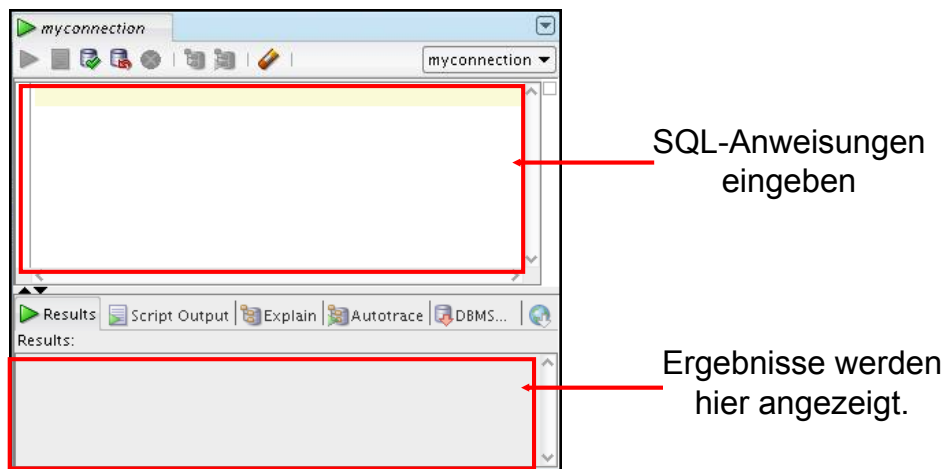 myconnection
myconnection
SQL-Anweisungen
eingeben
Results Script Output Explain Autotrace DBMS...
Results:
Ergebnisse werden
hier angezeigt.